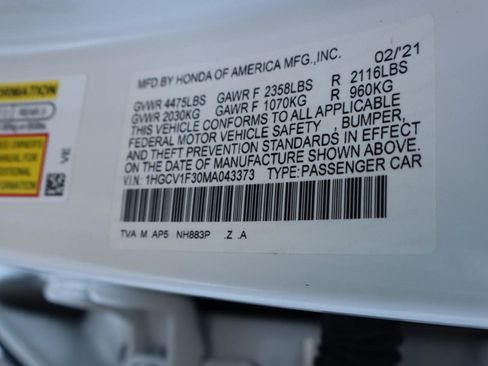 MFD.BY HONDA OF AMERICA MFG.,INC. 02/'21
GVWR 4475LBS GAWR F 2358LBS R 2116LBS
GVWR 2030KG GAWR F 1070KG R 960KG
THIS VEHICLE CONFORMS TO ALL APPLICABLE
FEDERAL MOTOR VEHICLE SAFETY , BUMPER,
AND THEFT PREVENTION STANDARDS IN EFFECT
ON THE DATE OF MANUFACTURE SHOWN ABOVE.
V.I.N: 1HGCV1F30MA043373 TYPE:PASSENGER CAR
TVA M AP5 NH883P .Z .A
VE